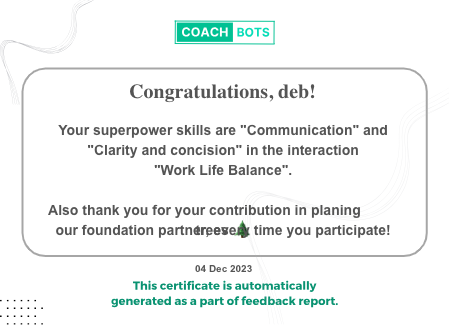 COACH BOTS
Congratulations, deb!
Your superpower skills are "Communication" and
"Clarity and concision" in the interaction
"Work Life Balance".
Also thank you for your contribution in planing
our foundation partner, every time you participate!
04 Dec 2023
This certificate is automatically
generated as a part of feedback report.